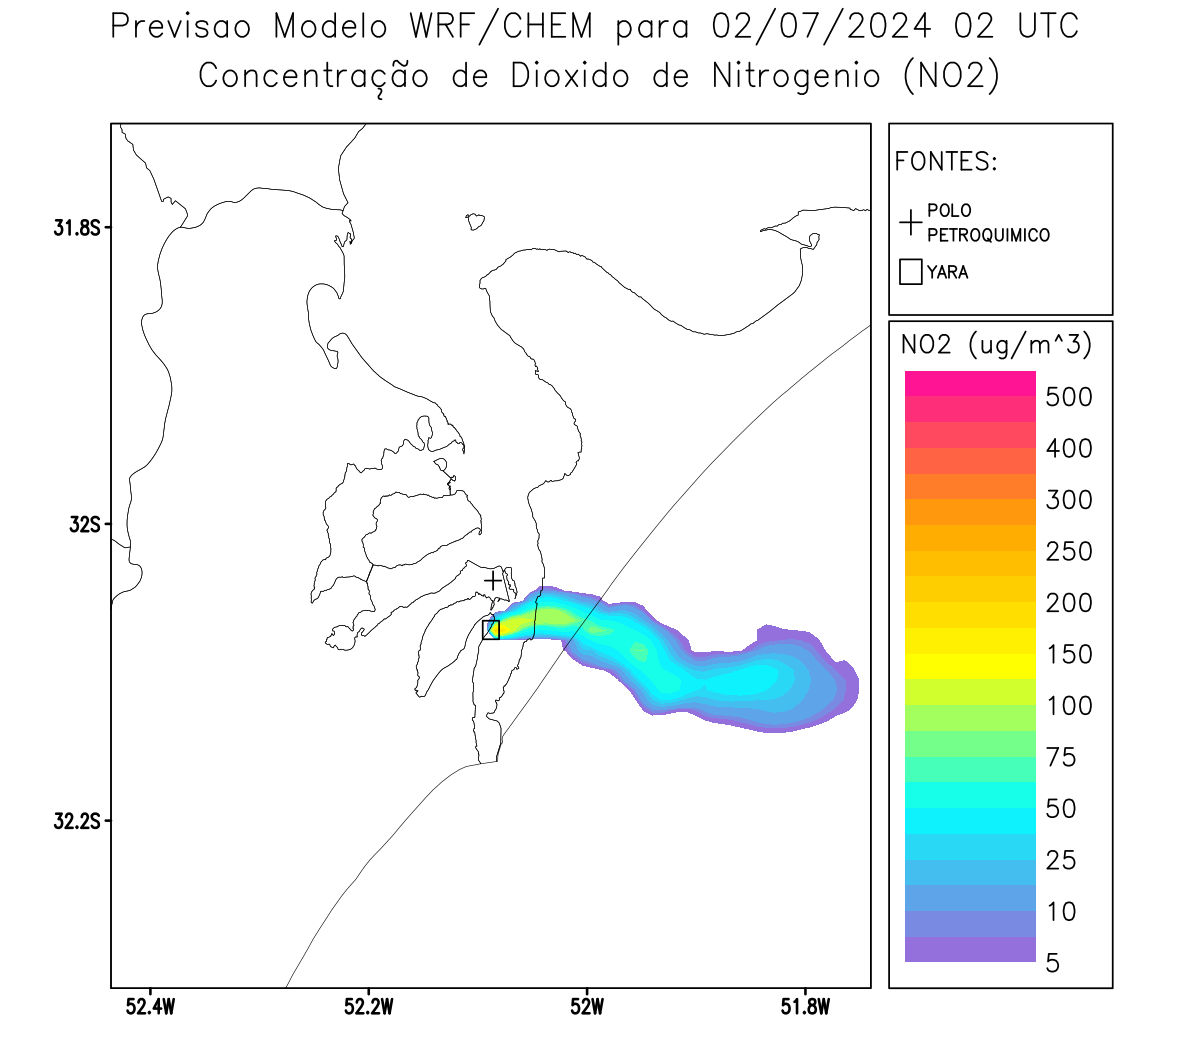 Previsao Modelo WRF/CHEM para 02/07/2024 02 UTC
Concentração de Dioxido de Nitrogenio (NO2)
FONTES:
POLO
PETROQUIMICO
YARA
NO2 (ug/m^3)
500
400
300
250
200
150
100
75
50
25
10
5
31.8S
32S
32.2S
52.4W
52.2W
52W
51.8W